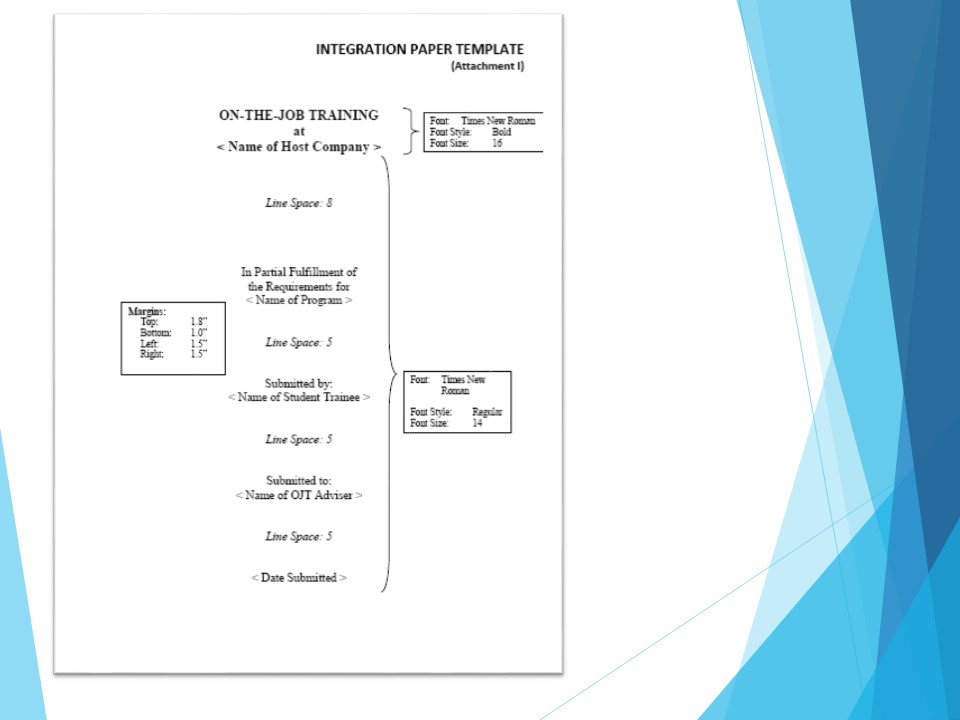 INTEGRATION PAPER TEMPLATE
(Attachment I)
ON-THE-JOB TRAINING
at
< Name of Host Company >
Font: Times New Roman
Font Style: Bold
Font Size: 16
Line Space: 8
In Partial Fulfillment of
the Requirements for
< Name of Program >
Margins:
Top: 1.8"
Bottom: 1.0"
Left: 1.5"
Right: 1.5"
Line Space: 5
Submitted by:
< Name of Student Trainee >
Font: Times New
Roman
Font Style: Regular
Font Size: 14
Line Space: 5
Submitted to:
< Name of OJT Adviser >
Line Space: 5
< Date Submitted >